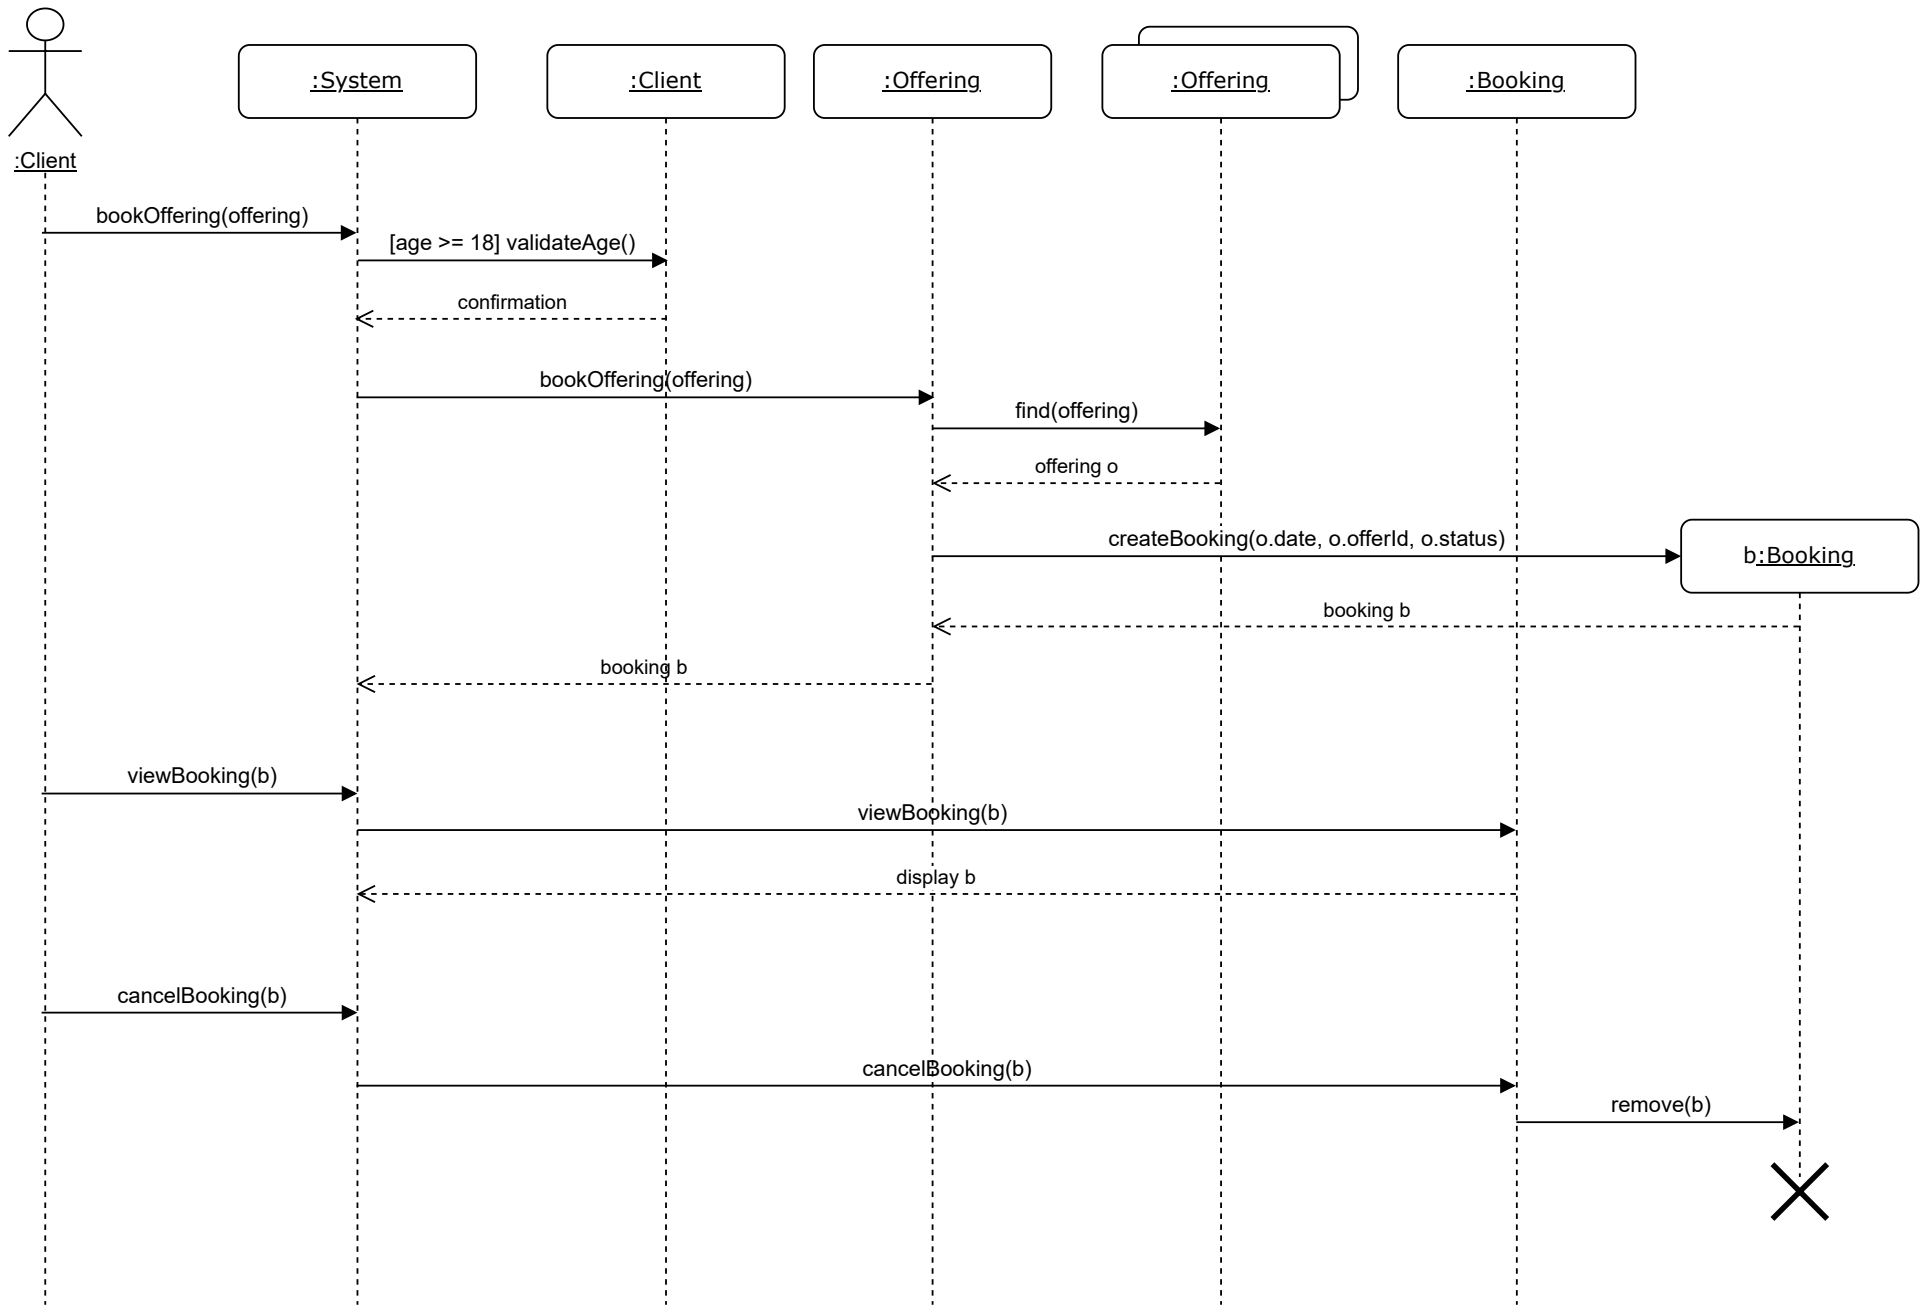 :System
:Client
:Offering
:Offering
:Booking
:Client
bookOffering(offering)
[age >= 18] validateAge()
confirmation
bookOffering(offering)
find(offering)
offering o
createBooking(o.date, o.offerId, o.status)
b:Booking
booking b
booking b
viewBooking(b)
viewBooking(b)
display b
cancelBooking(b)
cancelBooking(b)
remove(b)